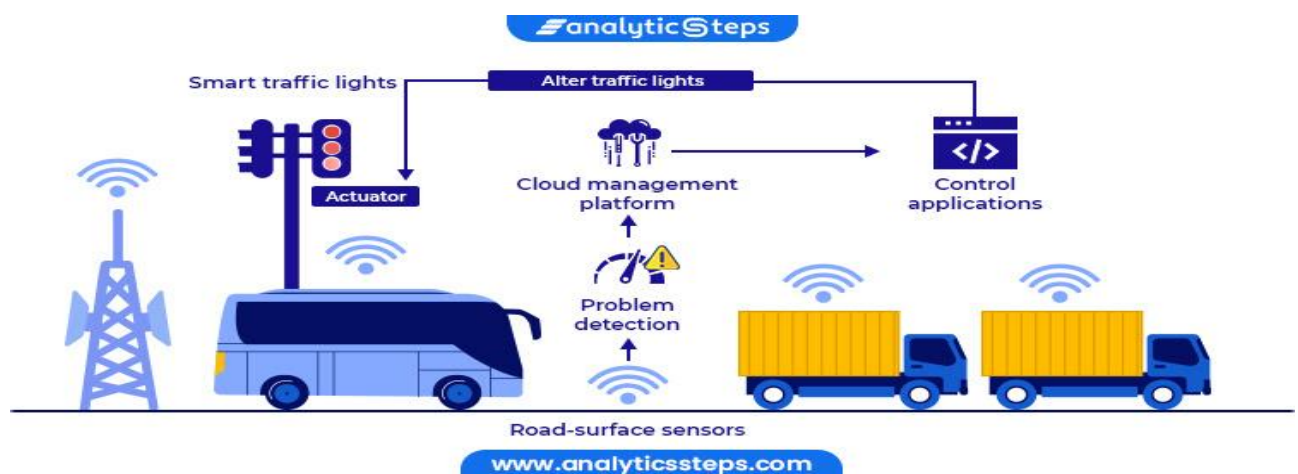 analyticSteps
Smart traffic lights
Alter traffic lights
Actuator
Cloud management
platform
</>
Control
applications
Problem
detection
Road-surface sensors
www.analyticssteps.com